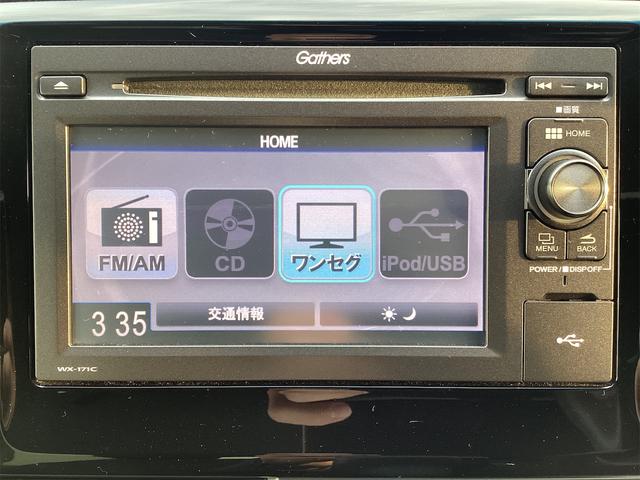 Gathers
画質
HOME
HOME
FM/AM
CD
ワンセグ
iPod/USB
MENU
BACK
POWER/DISP OFF
3 35
交通情報
WX-171C